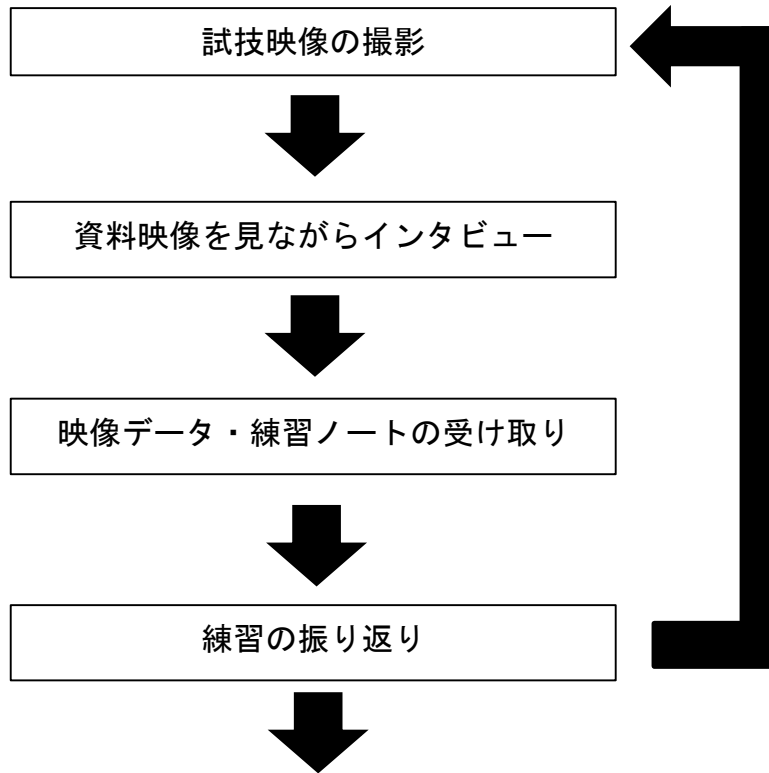 試技映像の撮影
資料映像を見ながらインタビュー
映像データ・練習ノートの受け取り
練習の振り返り